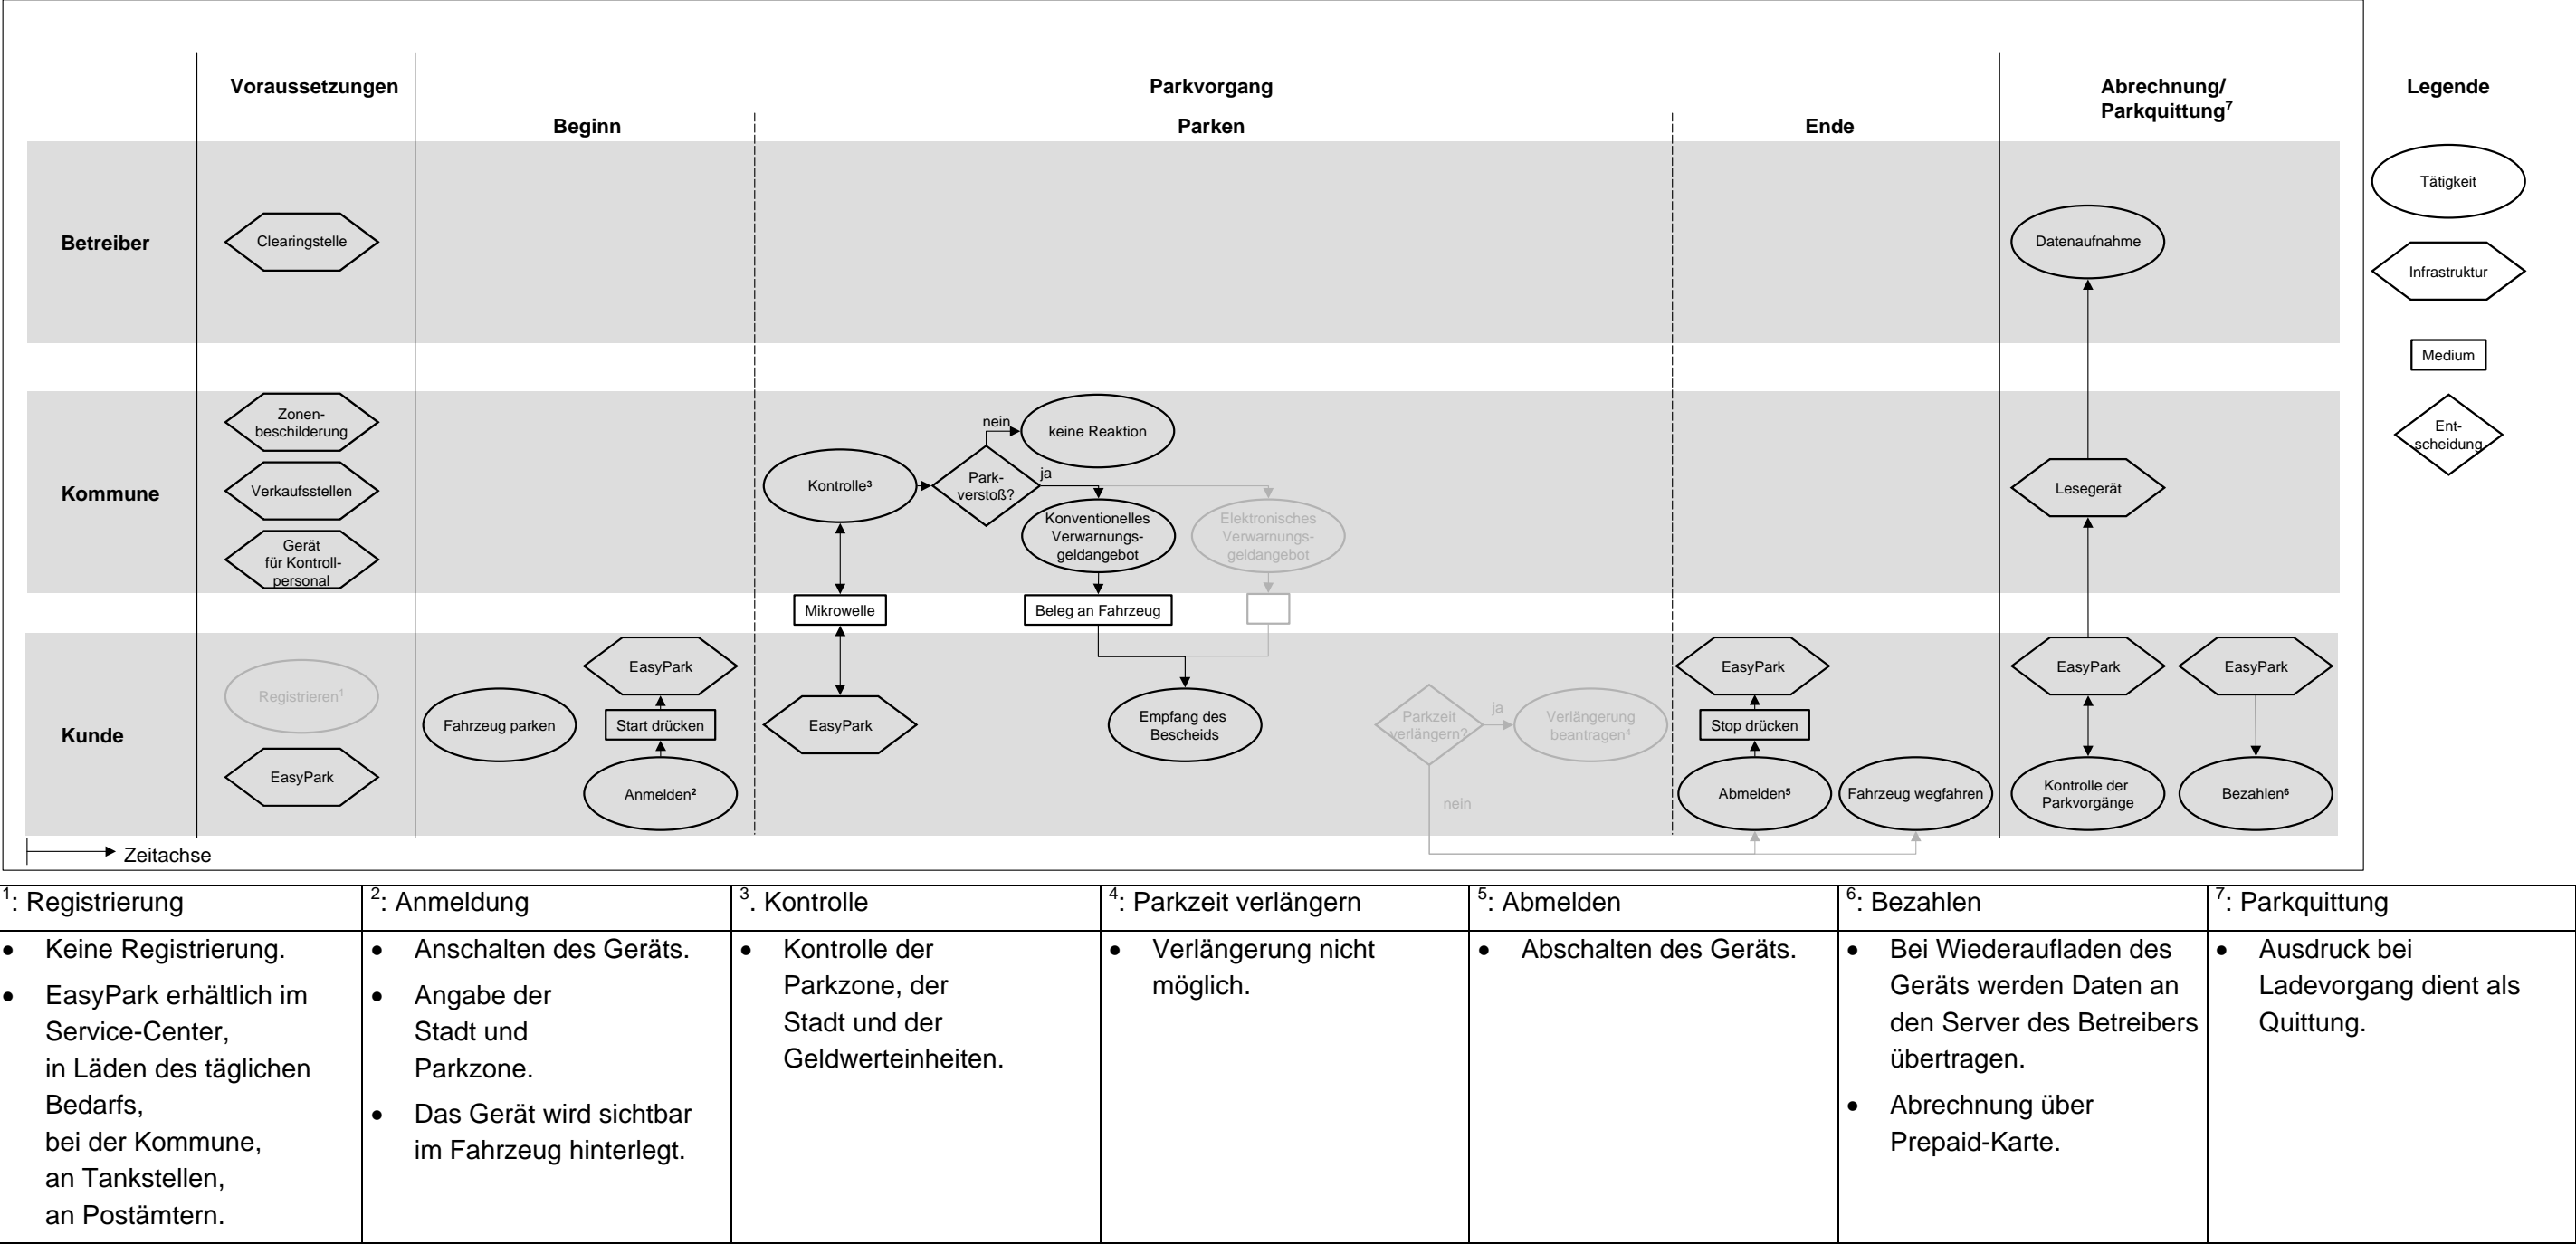 Voraussetzungen
Parkvorgang
Abrechnung/
Parkquittung⁷
Legende
Beginn
Parken
Ende
Betreiber
Clearingstelle
Datenaufnahme
Tätigkeit
Infrastruktur
Medium
Ent-
scheidung
Kommune
Zonen-
beschilderung
Verkaufsstellen
Gerät
für Kontroll-
personal
Kontrolle³
Park-
verstoß?
nein
keine Reaktion
ja
Konventionelles
Verwarnungs-
geldangebot
Elektronisches
Verwarnungs-
geldangebot
Lesegerät
Mikrowelle
Beleg an Fahrzeug
Kunde
Registrieren¹
EasyPark
Fahrzeug parken
EasyPark
Start drücken
Anmelden²
EasyPark
Empfang des
Bescheids
Parkzeit
verlängern?
ja
nein
Verlängerung
beantragen⁴
EasyPark
Stop drücken
Abmelden⁵
Fahrzeug wegfahren
EasyPark
Kontrolle der
Parkvorgänge
EasyPark
Bezahlen⁶
Zeitachse
¹: Registrierung
• Keine Registrierung.
• EasyPark erhältlich im
Service-Center,
in Läden des täglichen
Bedarfs,
bei der Kommune,
an Tankstellen,
an Postämtern.
²: Anmeldung
• Anschalten des Geräts.
• Angabe der
Stadt und
Parkzone.
• Das Gerät wird sichtbar
im Fahrzeug hinterlegt.
³. Kontrolle
• Kontrolle der
Parkzone, der
Stadt und der
Geldwerteinheiten.
⁴: Parkzeit verlängern
• Verlängerung nicht
möglich.
⁵: Abmelden
• Abschalten des Geräts.
⁶: Bezahlen
• Bei Wiederaufladen des
Geräts werden Daten an
den Server des Betreibers
übertragen.
• Abrechnung über
Prepaid-Karte.
⁷: Parkquittung
• Ausdruck bei
Ladevorgang dient als
Quittung.